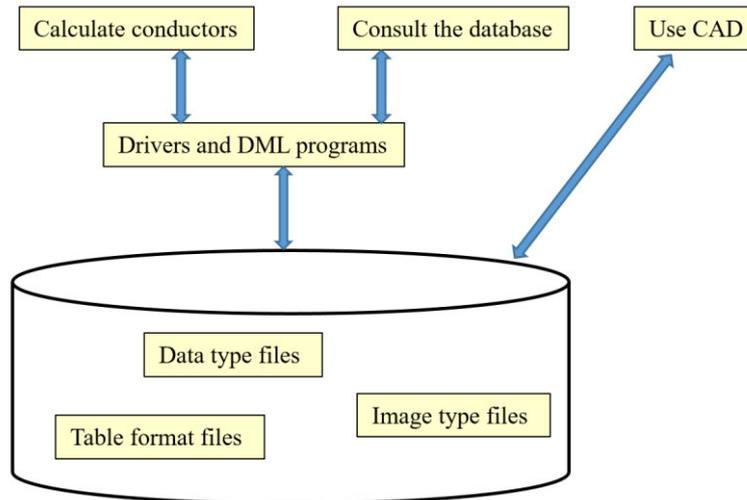 Calculate conductors
Consult the database
Use CAD
Drivers and DML programs
Data type files
Image type files
Table format files